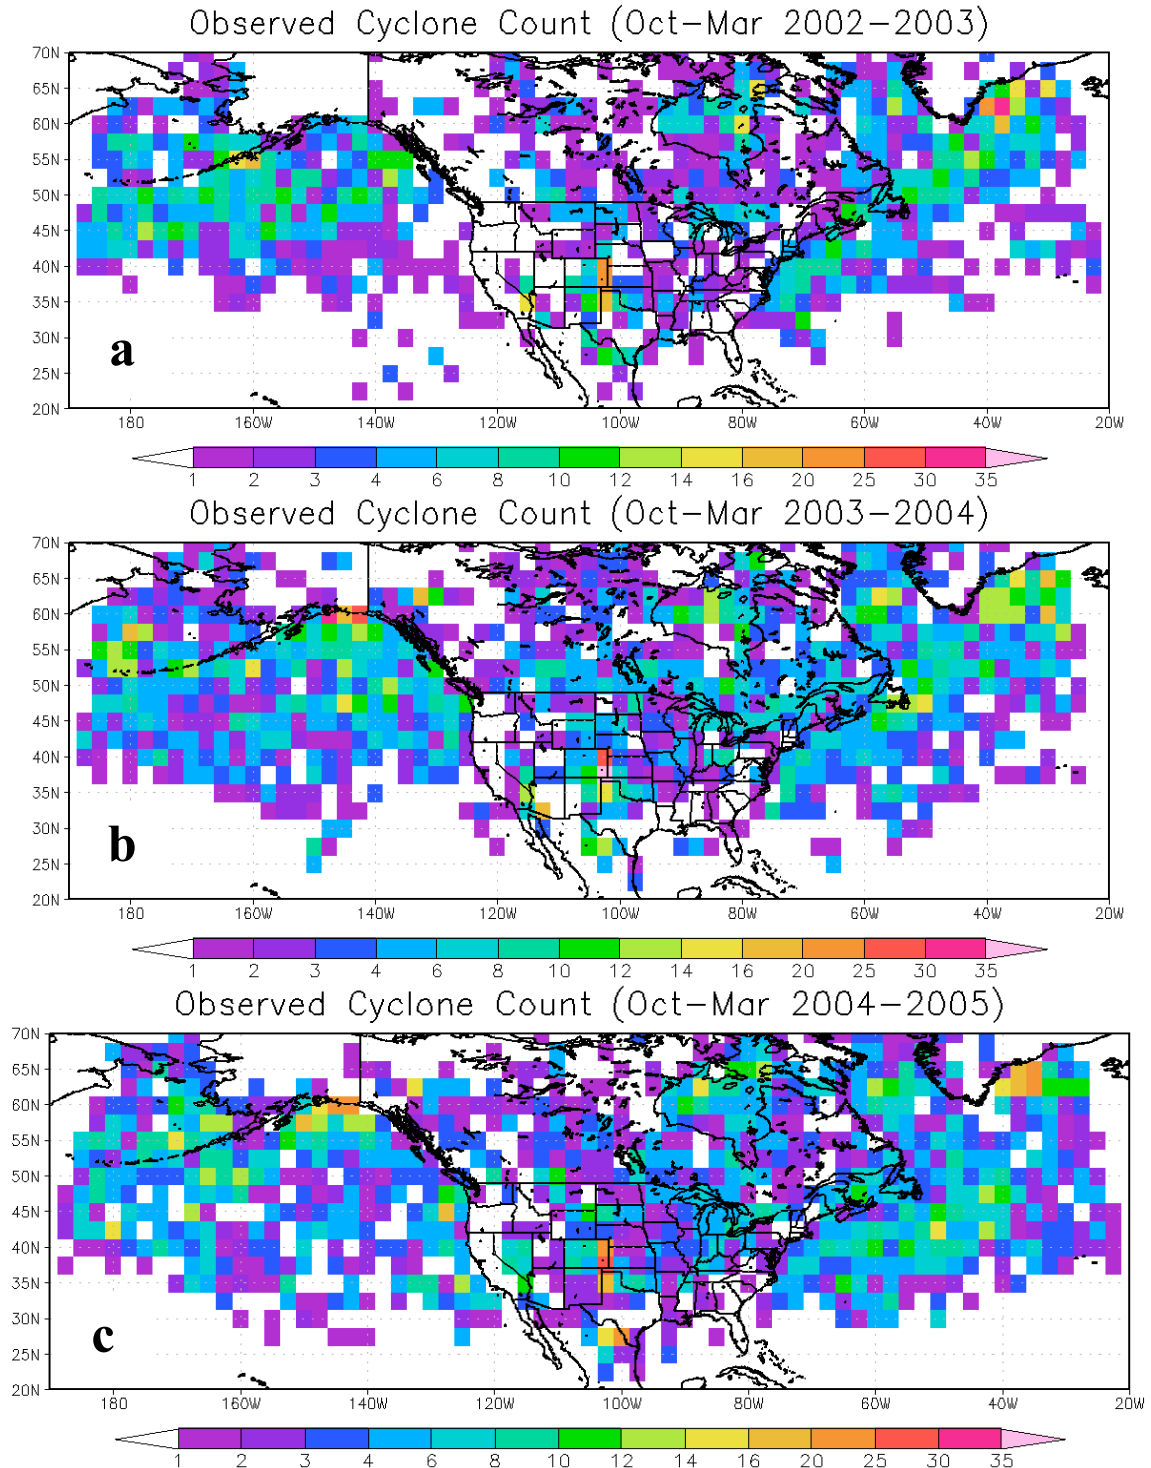 Observed Cyclone Count (Oct-Mar 2002-2003)
70N
65N
60N
55N
50N
45N
40N
35N
30N
25N
20N
a
180 160W 140W 120W 100W 80W 60W 40W 20W
1 2 3 4 6 8 10 12 14 16 20 25 30 35
Observed Cyclone Count (Oct-Mar 2003-2004)
70N
65N
60N
55N
50N
45N
40N
35N
30N
25N
20N
b
180 160W 140W 120W 100W 80W 60W 40W 20W
1 2 3 4 6 8 10 12 14 16 20 25 30 35
Observed Cyclone Count (Oct-Mar 2004-2005)
70N
65N
60N
55N
50N
45N
40N
35N
30N
25N
20N
c
180 160W 140W 120W 100W 80W 60W 40W 20W
1 2 3 4 6 8 10 12 14 16 20 25 30 35